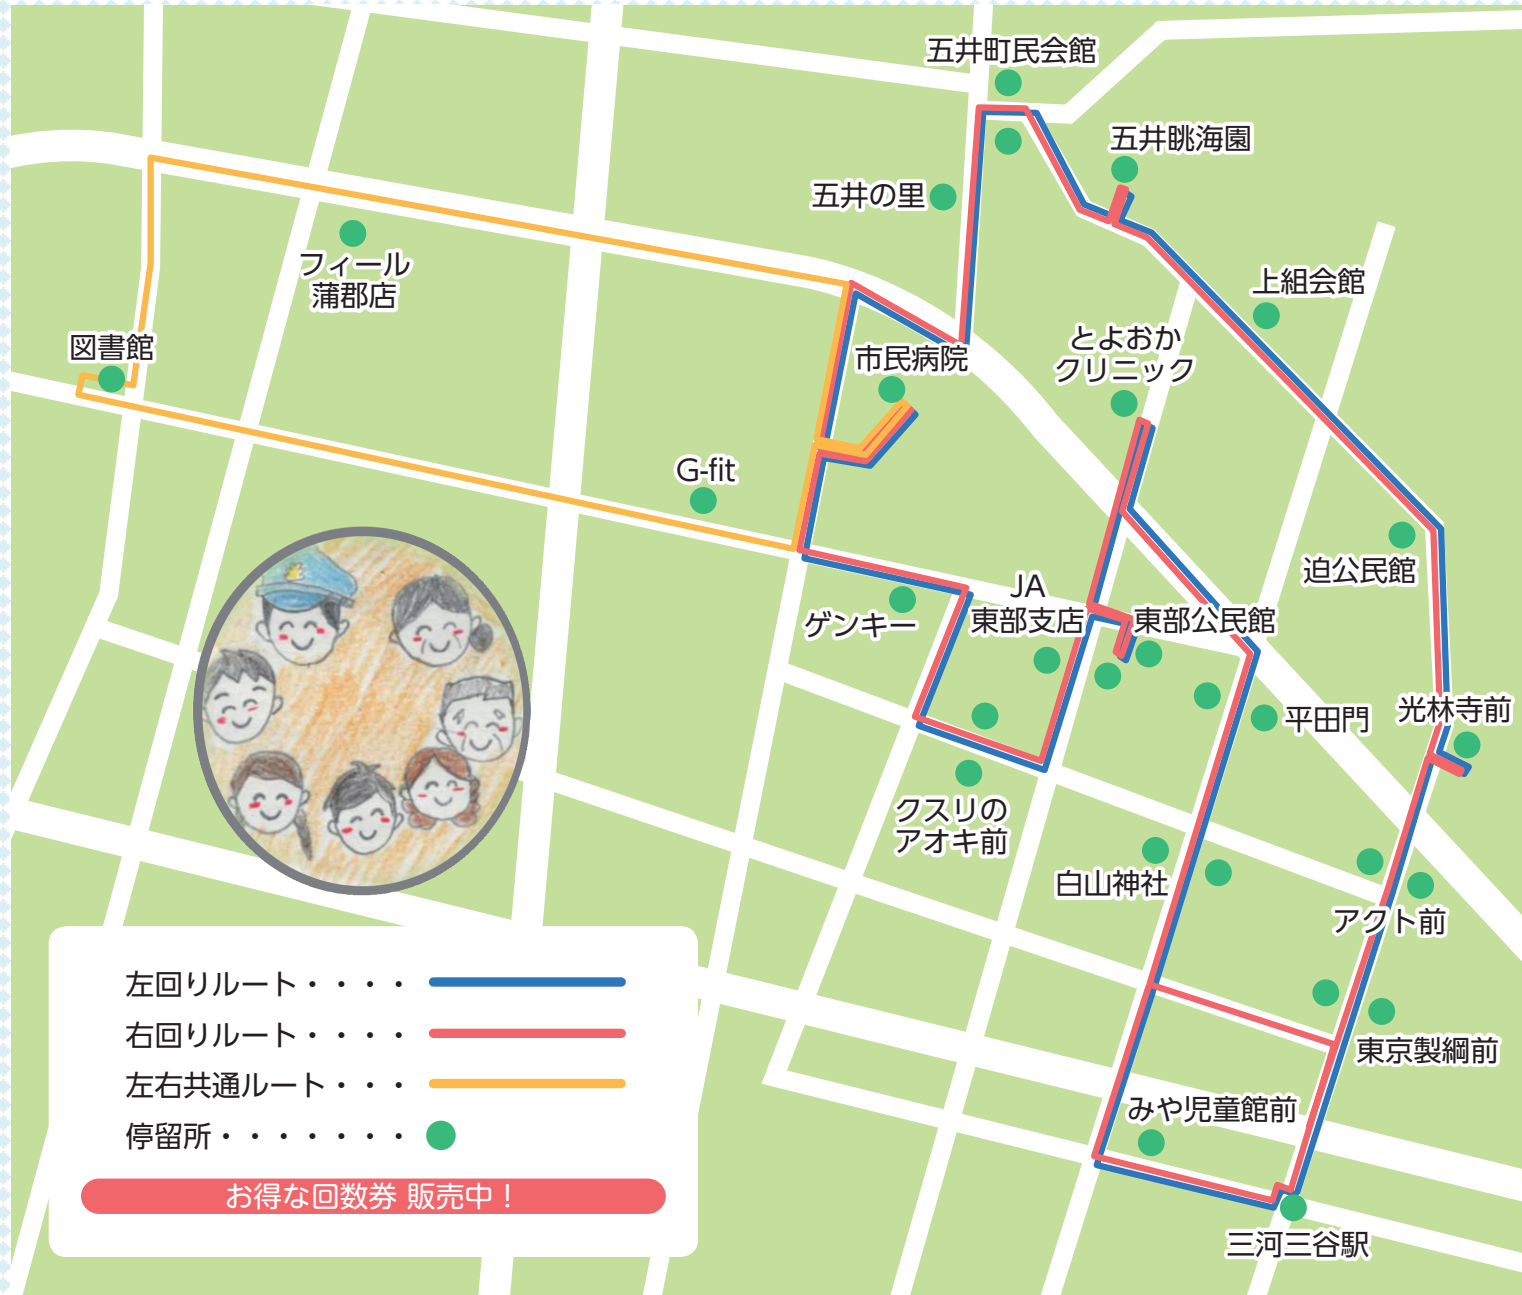 五井町民会館
五井眺海園
五井の里
上組会館
フィール
蒲郡店
とよおか
クリニック
図書館
市民病院
G-fit
迫公民館
JA
東部支店
東部公民館
ゲンキー
平田門
光林寺前
クスリの
アオキ前
白山神社
アクト前
東京製綱前
みや児童館前
三河三谷駅
左回りルート・・・・
右回りルート・・・・
左右共通ルート・・・
停留所・・・・・・・
お得な回数券 販売中！